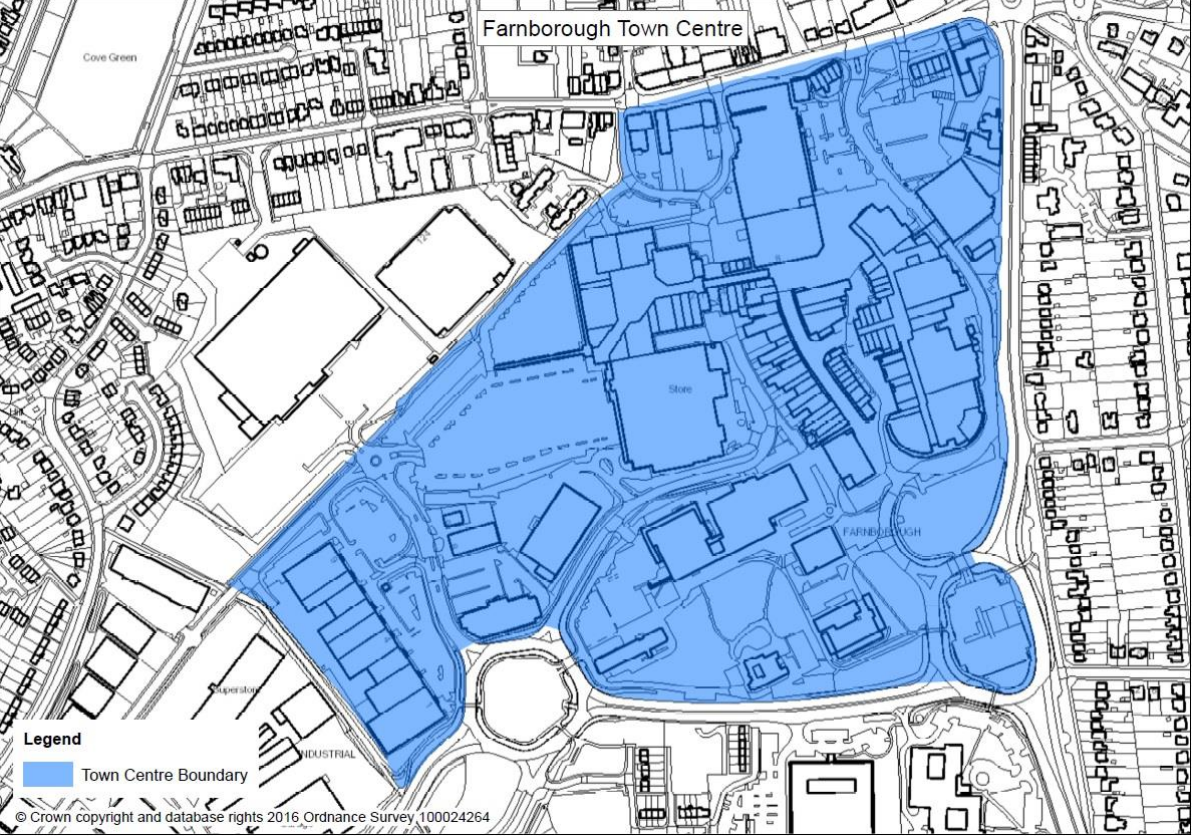 Farnborough Town Centre
Cove Green
Store
FARNBOROUGH
Superstore
INDUSTRIAL
Legend
Town Centre Boundary
© Crown copyright and database rights 2016 Ordnance Survey 100024264